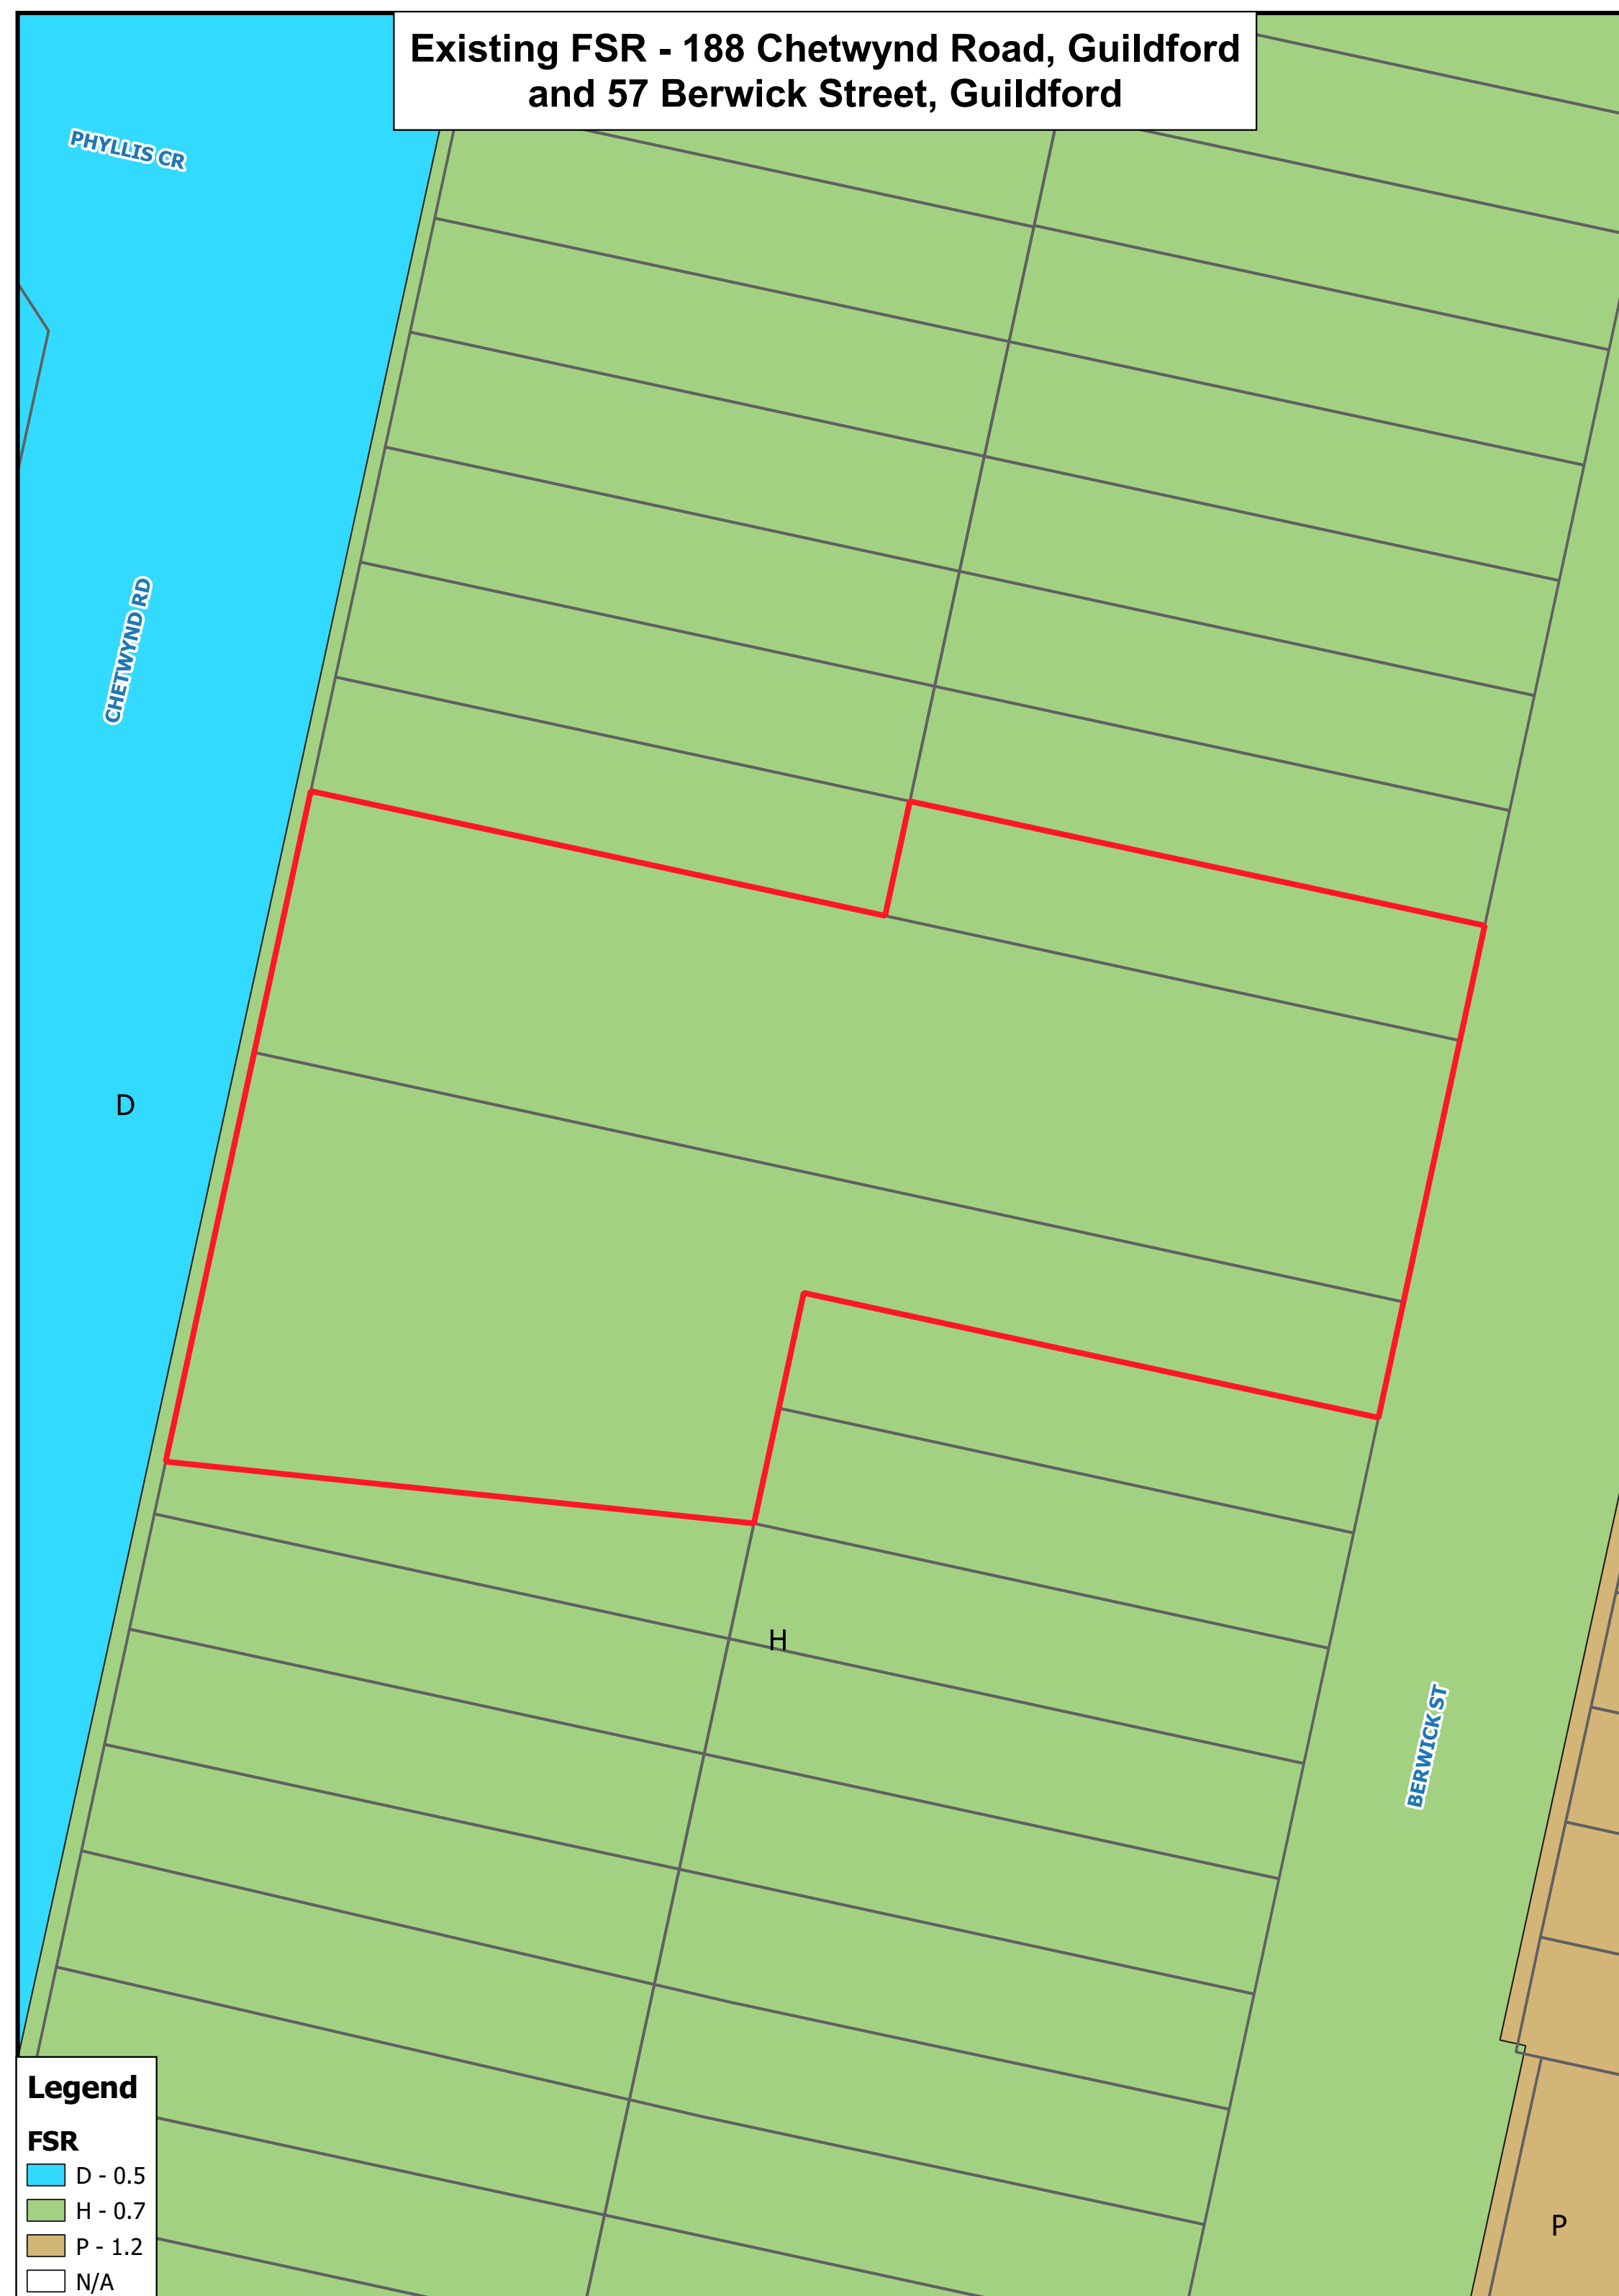 Existing FSR - 188 Chetwynd Road, Guildford
and 57 Berwick Street, Guildford
PHYLLIS CR
CHETWYND RD
D
H
BERWICK ST
P
Legend
FSR
D - 0.5
H - 0.7
P - 1.2
N/A